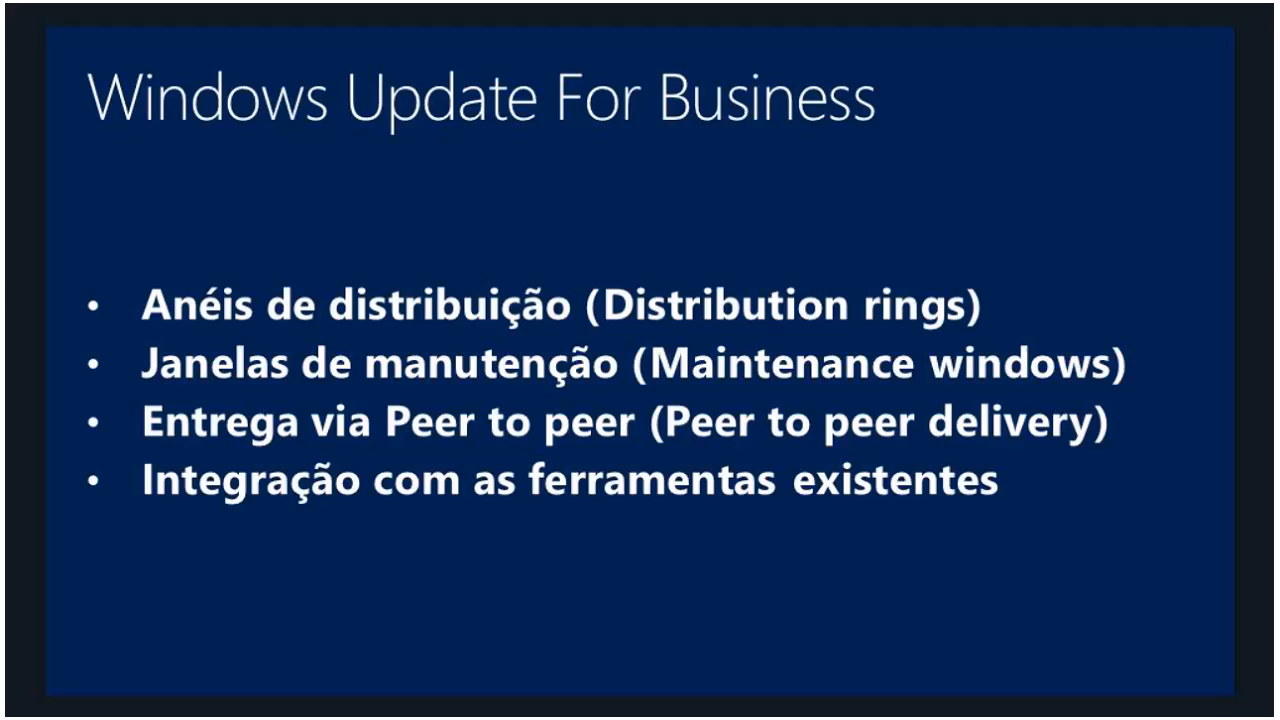 Windows Update For Business
• Anéis de distribuição (Distribution rings)
• Janelas de manutenção (Maintenance windows)
• Entrega via Peer to peer (Peer to peer delivery)
• Integração com as ferramentas existentes